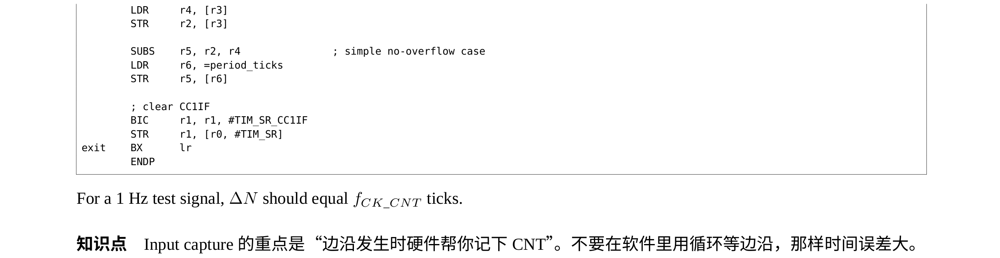 LDR     r4, [r3]
STR     r2, [r3]
SUBS    r5, r2, r4               ; simple no-overflow case
LDR     r6, =period_ticks
STR     r5, [r6]
; clear CC1IF
BIC     r1, r1, #TIM_SR_CC1IF
STR     r1, [r0, #TIM_SR]
exit    BX      lr
ENDP
For a 1 Hz test signal, ΔN should equal f_{CK_CNT} ticks.
知识点 Input capture 的重点是“边沿发生时硬件帮你记下 CNT”。不要在软件里用循环等边沿，那样时间误差大。